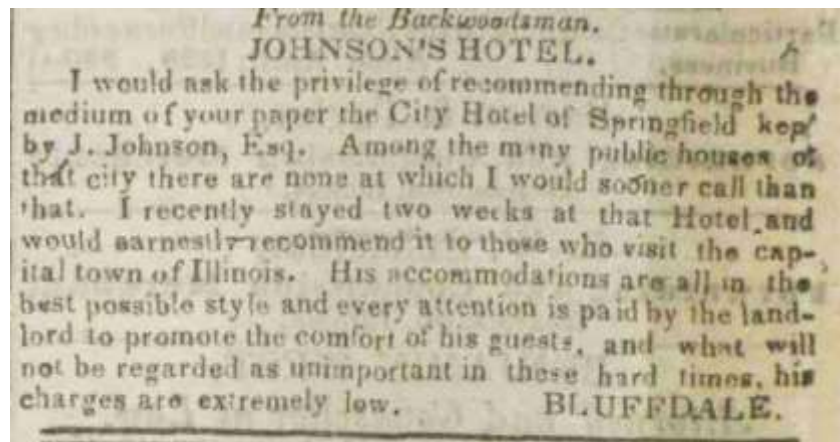 From the Backwoodsman.
JOHNSON'S HOTEL.
I would ask the privilege of recommending through the
medium of your paper the City Hotel of Springfield kep
by J. Johnson, Esq. Among the many public houses of
that city there are none at which I would sooner call than
that. I recently stayed two weeks at that Hotel and
would earnestly recommend it to those who visit the cap-
ital town of Illinois. His accommodations are all in the
best possible style and every attention is paid by the land-
lord to promote the comfort of his guests, and what will
not be regarded as unimportant in these hard times, his
charges are extremely low. BLUFFDALE.